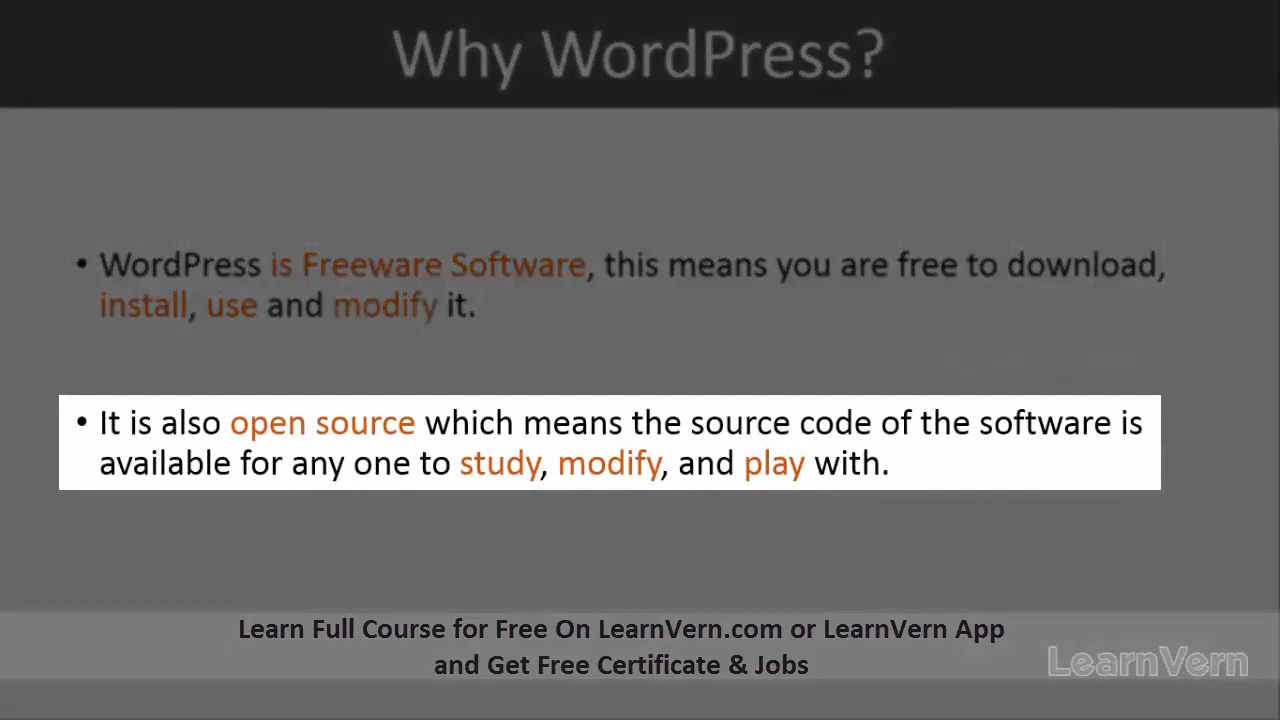 Why WordPress?
• WordPress is Freeware Software, this means you are free to download,
install, use and modify it.
• It is also open source which means the source code of the software is
available for any one to study, modify, and play with.
Learn Full Course for Free On LearnVern.com or LearnVern App
and Get Free Certificate & Jobs
LearnVern